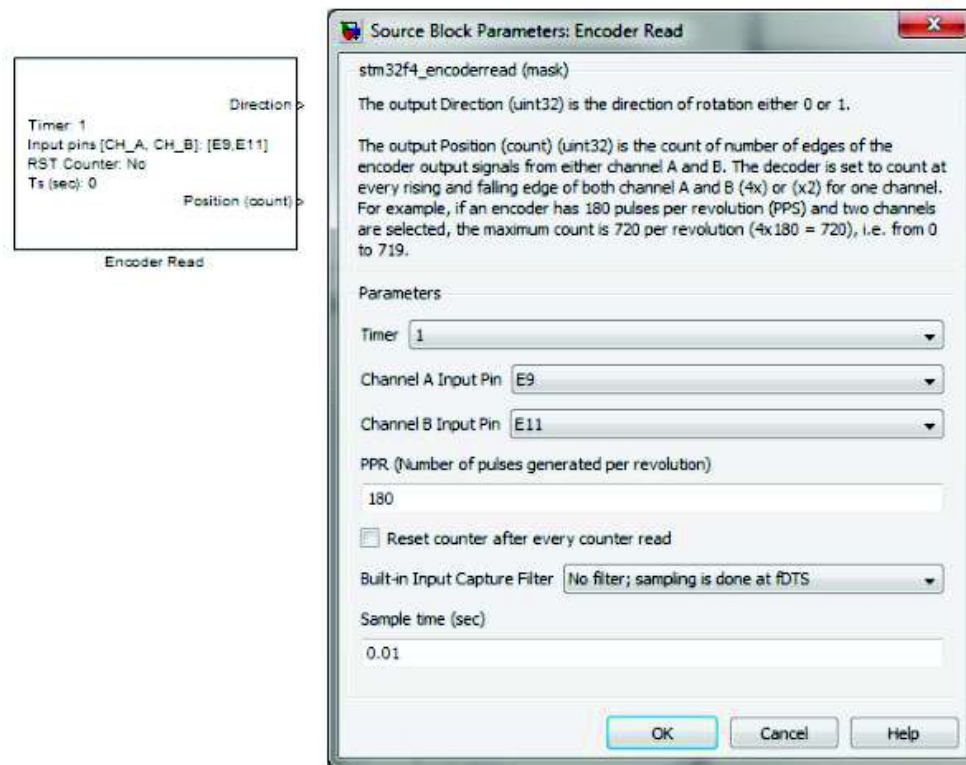 Direction
Timer: 1
Input pins [CH_A, CH_B]: [E9,E11]
RST Counter: No
Ts (sec): 0
Position (count)
Encoder Read
Source Block Parameters: Encoder Read
stm32f4_encoderread (mask)
The output Direction (uint32) is the direction of rotation either 0 or 1.
The output Position (count) (uint32) is the count of number of edges of the
encoder output signals from either channel A and B. The decoder is set to count at
every rising and falling edge of both channel A and B (4x) or (x2) for one channel.
For example, if an encoder has 180 pulses per revolution (PPS) and two channels
are selected, the maximum count is 720 per revolution (4x180 = 720), i.e. from 0
to 719.
Parameters
Timer 1
Channel A Input Pin E9
Channel B Input Pin E11
PPR (Number of pulses generated per revolution)
180
Reset counter after every counter read
Built-in Input Capture Filter No filter; sampling is done at fDTS
Sample time (sec)
0.01
OK Cancel Help